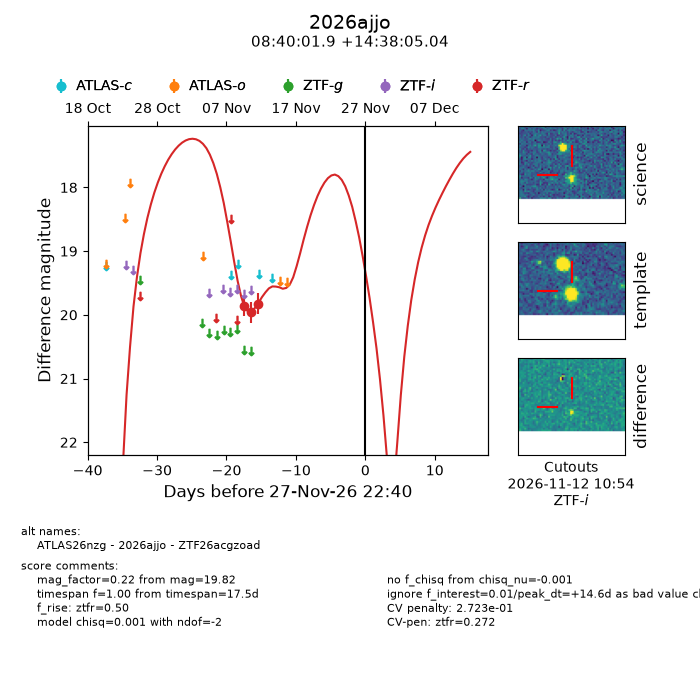 2026ajjo
08:40:01.9 +14:38:05.04
ATLAS-c
ATLAS-o
ZTF-g
ZTF-i
ZTF-r
18 Oct
28 Oct
07 Nov
17 Nov
27 Nov
07 Dec
18
19
20
21
22
Difference magnitude
−40
−30
−20
−10
0
10
Days before 27-Nov-26 22:40
science
template
difference
Cutouts
2026-11-12 10:54
ZTF-i
alt names:
ATLAS26nzg - 2026ajjo - ZTF26acgzoad
score comments:
mag_factor=0.22 from mag=19.82
timespan f=1.00 from timespan=17.5d
f_rise: ztfr=0.50
model chisq=0.001 with ndof=-2
no f_chisq from chisq_nu=-0.001
ignore f_interest=0.01/peak_dt=+14.6d as bad value
CV penalty: 2.723e-01
CV-pen: ztfr=0.272